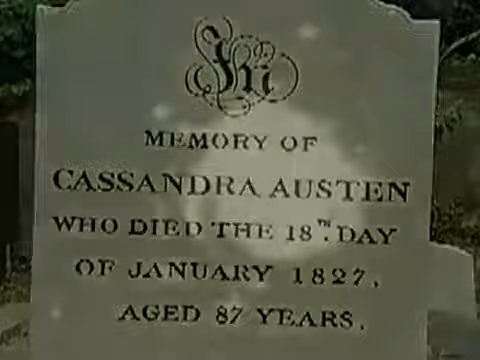 In
MEMORY OF
CASSANDRA AUSTEN
WHO DIED THE 18TH. DAY
OF JANUARY 1827,
AGED 87 YEARS.